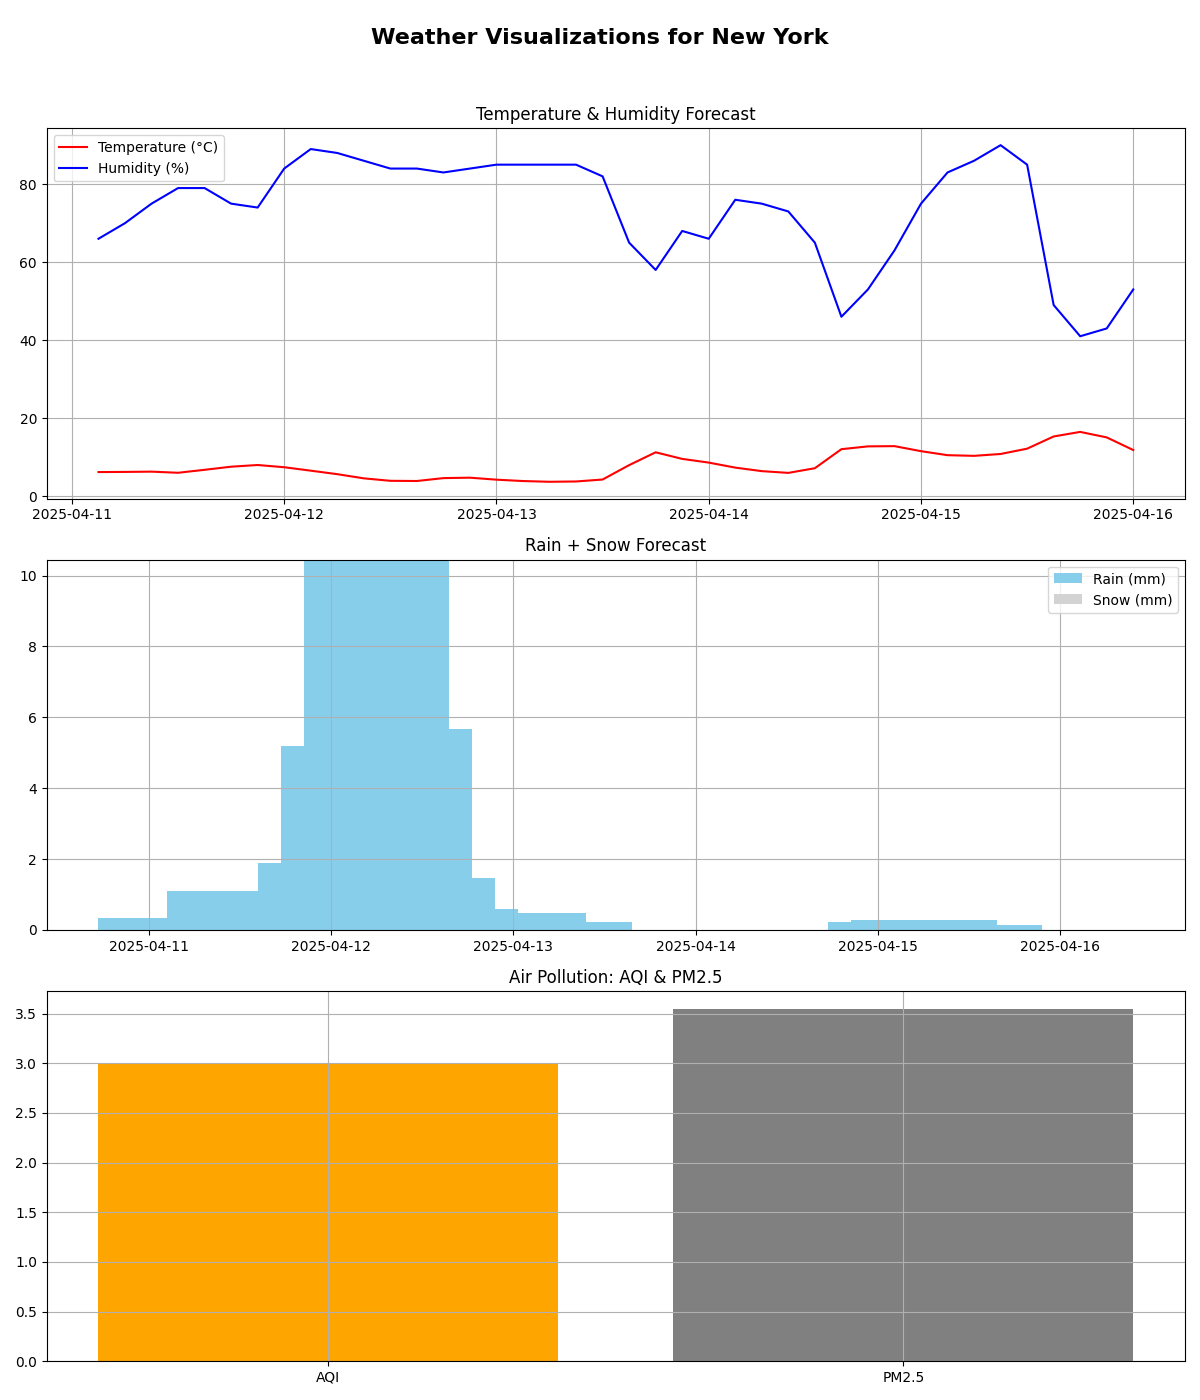 Weather Visualizations for New York
Temperature & Humidity Forecast
Temperature (°C)
Humidity (%)
80
60
40
20
0
2025-04-11 2025-04-12 2025-04-13 2025-04-14 2025-04-15 2025-04-16
Rain + Snow Forecast
Rain (mm)
Snow (mm)
10
8
6
4
2
0
2025-04-11 2025-04-12 2025-04-13 2025-04-14 2025-04-15 2025-04-16
Air Pollution: AQI & PM2.5
3.5
3.0
2.5
2.0
1.5
1.0
0.5
0.0
AQI PM2.5